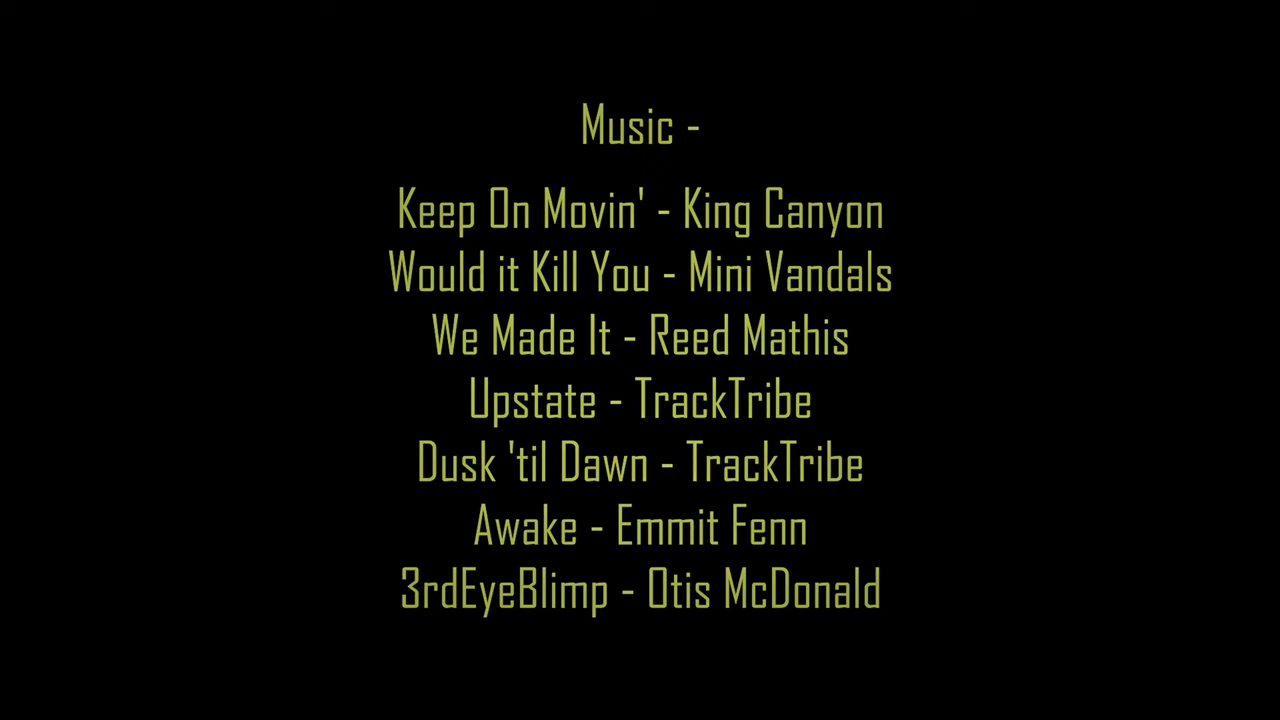 Music -
Keep On Movin' - King Canyon
Would it Kill You - Mini Vandals
We Made It - Reed Mathis
Upstate - TrackTribe
Dusk 'til Dawn - TrackTribe
Awake - Emmit Fenn
3rdEyeBlimp - Otis McDonald